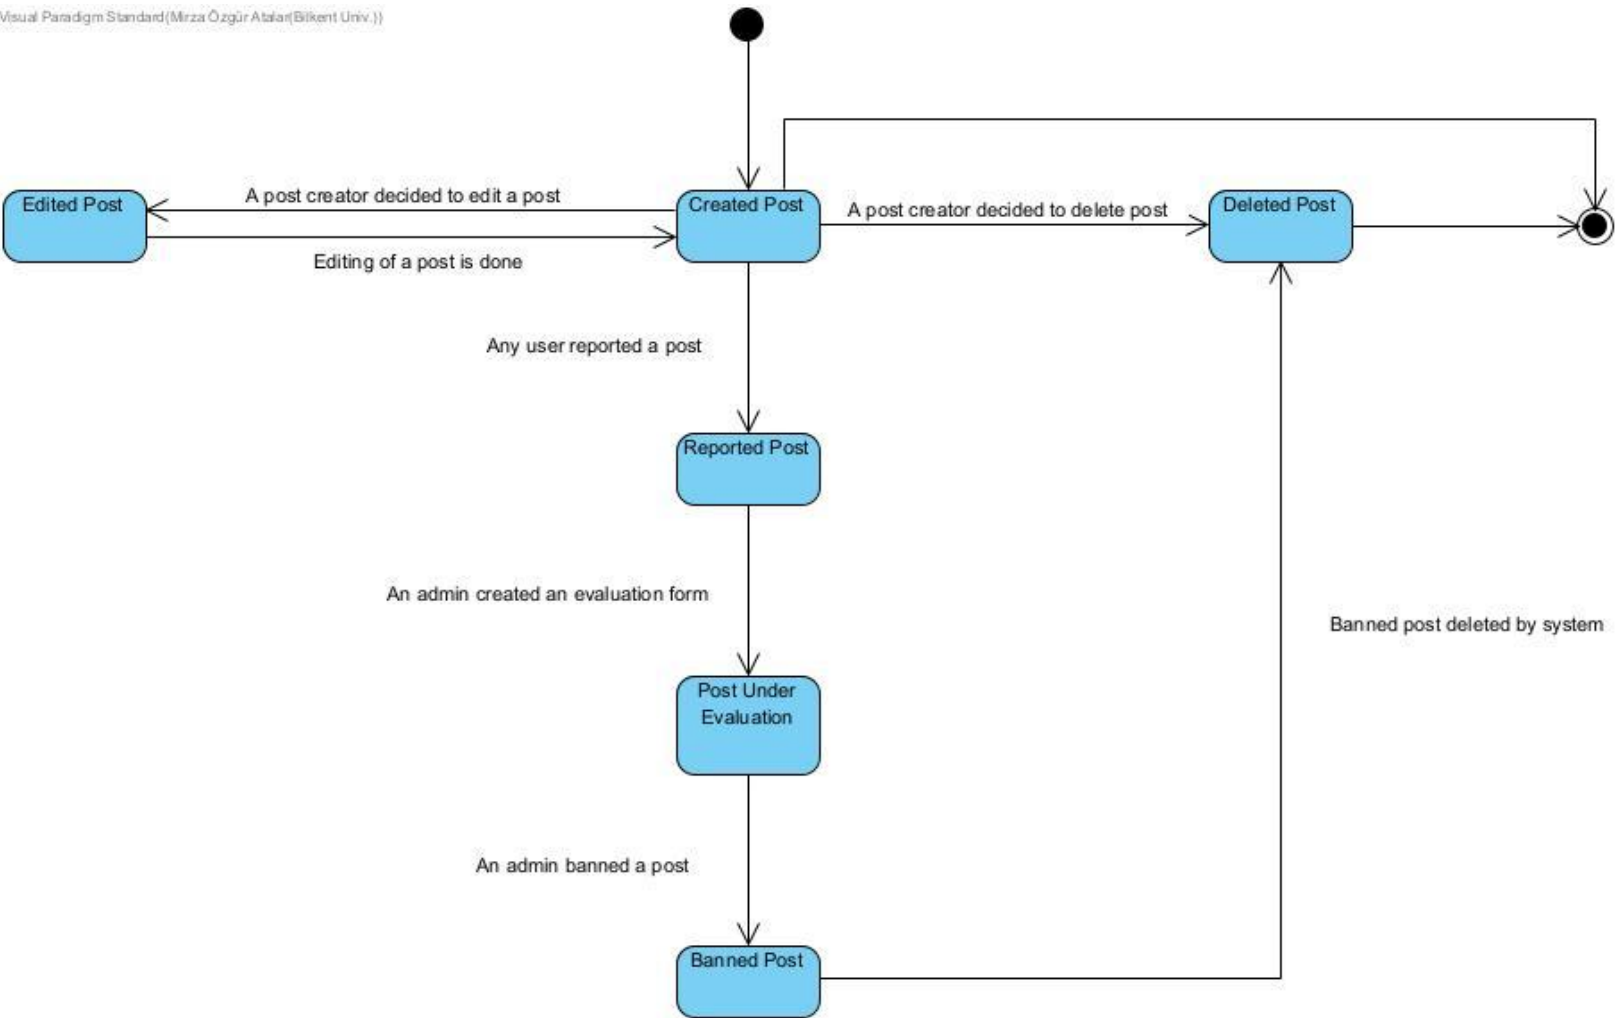 Visual Paradigm Standard(Mirza Özgür Atalar(Bilkent Univ.))
Edited Post
A post creator decided to edit a post
Created Post
A post creator decided to delete post
Deleted Post
Editing of a post is done
Any user reported a post
Reported Post
An admin created an evaluation form
Banned post deleted by system
Post Under
Evaluation
An admin banned a post
Banned Post